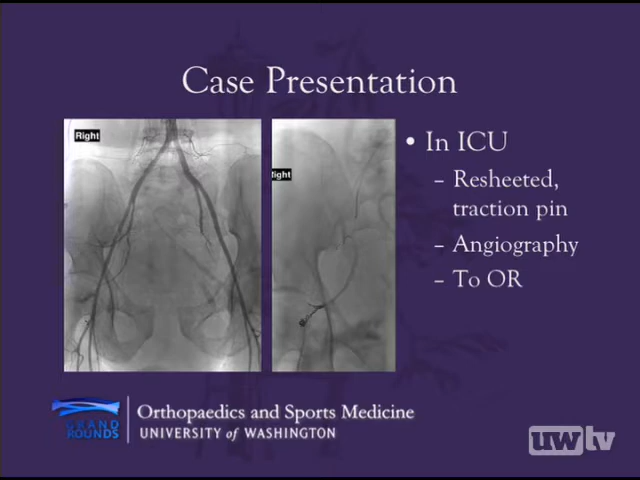 Case Presentation
Right
ight
• In ICU
– Resheeted,
traction pin
– Angiography
– To OR
GRAND
ROUNDS
Orthopaedics and Sports Medicine
UNIVERSITY of WASHINGTON
uwtv